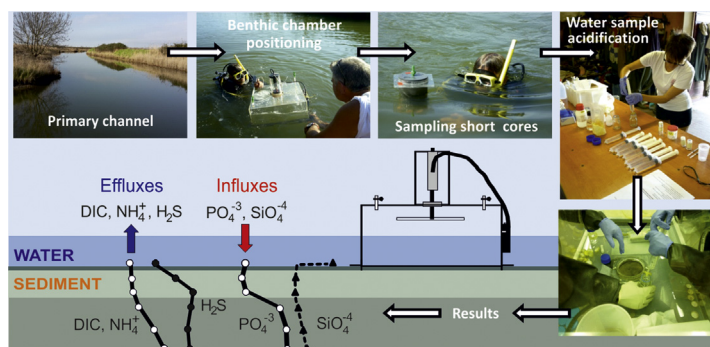 Primary channel
Benthic chamber
positioning
Sampling short cores
Water sample
acidification
Effluxes
DIC, NH₄⁺, H₂S
Influxes
PO₄⁻³, SiO₄⁻⁴
WATER
SEDIMENT
H₂S
DIC, NH₄⁺
PO₄⁻³
SiO₄⁻⁴
Results